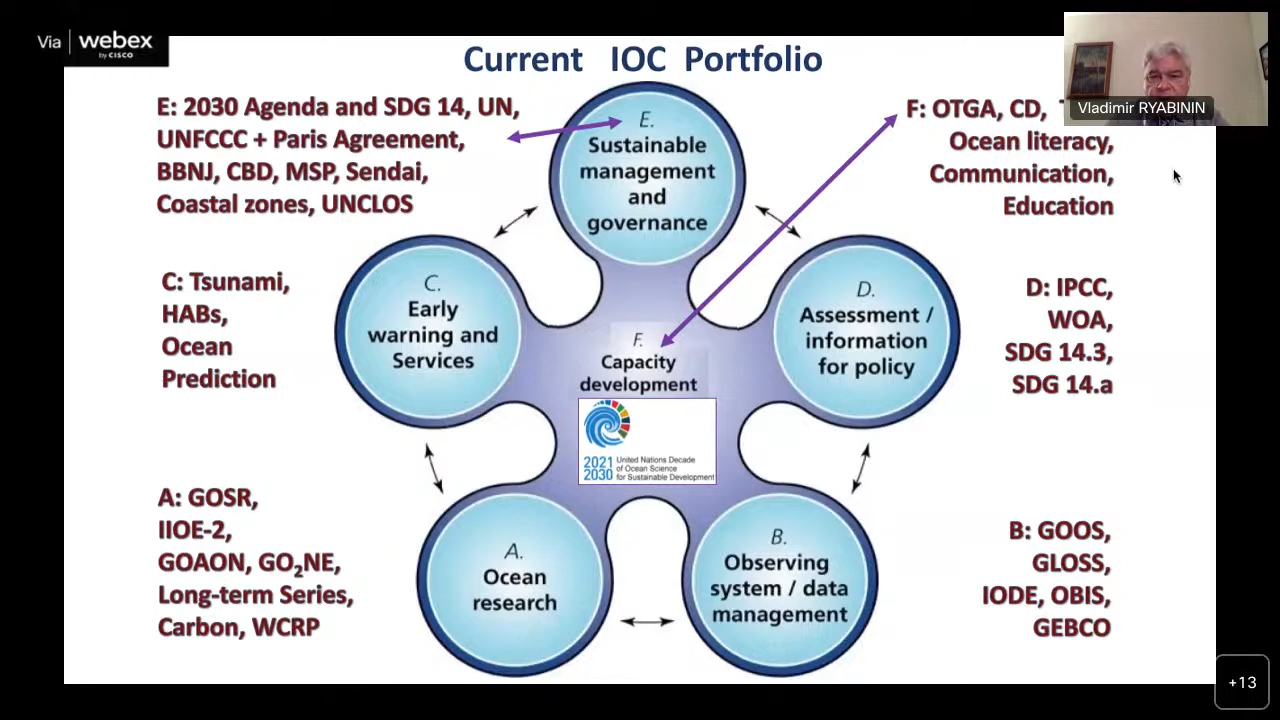 Via webex
by CISCO
Current IOC Portfolio
Vladimir RYABININ
E: 2030 Agenda and SDG 14, UN,
UNFCCC + Paris Agreement,
BBNJ, CBD, MSP, Sendai,
Coastal zones, UNCLOS
E.
Sustainable
management
and
governance
F: OTGA, CD,
Ocean literacy,
Communication,
Education
C: Tsunami,
HABs,
Ocean
Prediction
C.
Early
warning and
Services
F.
Capacity
development
2021
2030
United Nations Decade
of Ocean Science
for Sustainable Development
D.
Assessment /
information
for policy
D: IPCC,
WOA,
SDG 14.3,
SDG 14.a
A: GOSR,
IIOE-2,
GOAON, GO₂NE,
Long-term Series,
Carbon, WCRP
A.
Ocean
research
B.
Observing
system / data
management
B: GOOS,
GLOSS,
IODE, OBIS,
GEBCO
+13